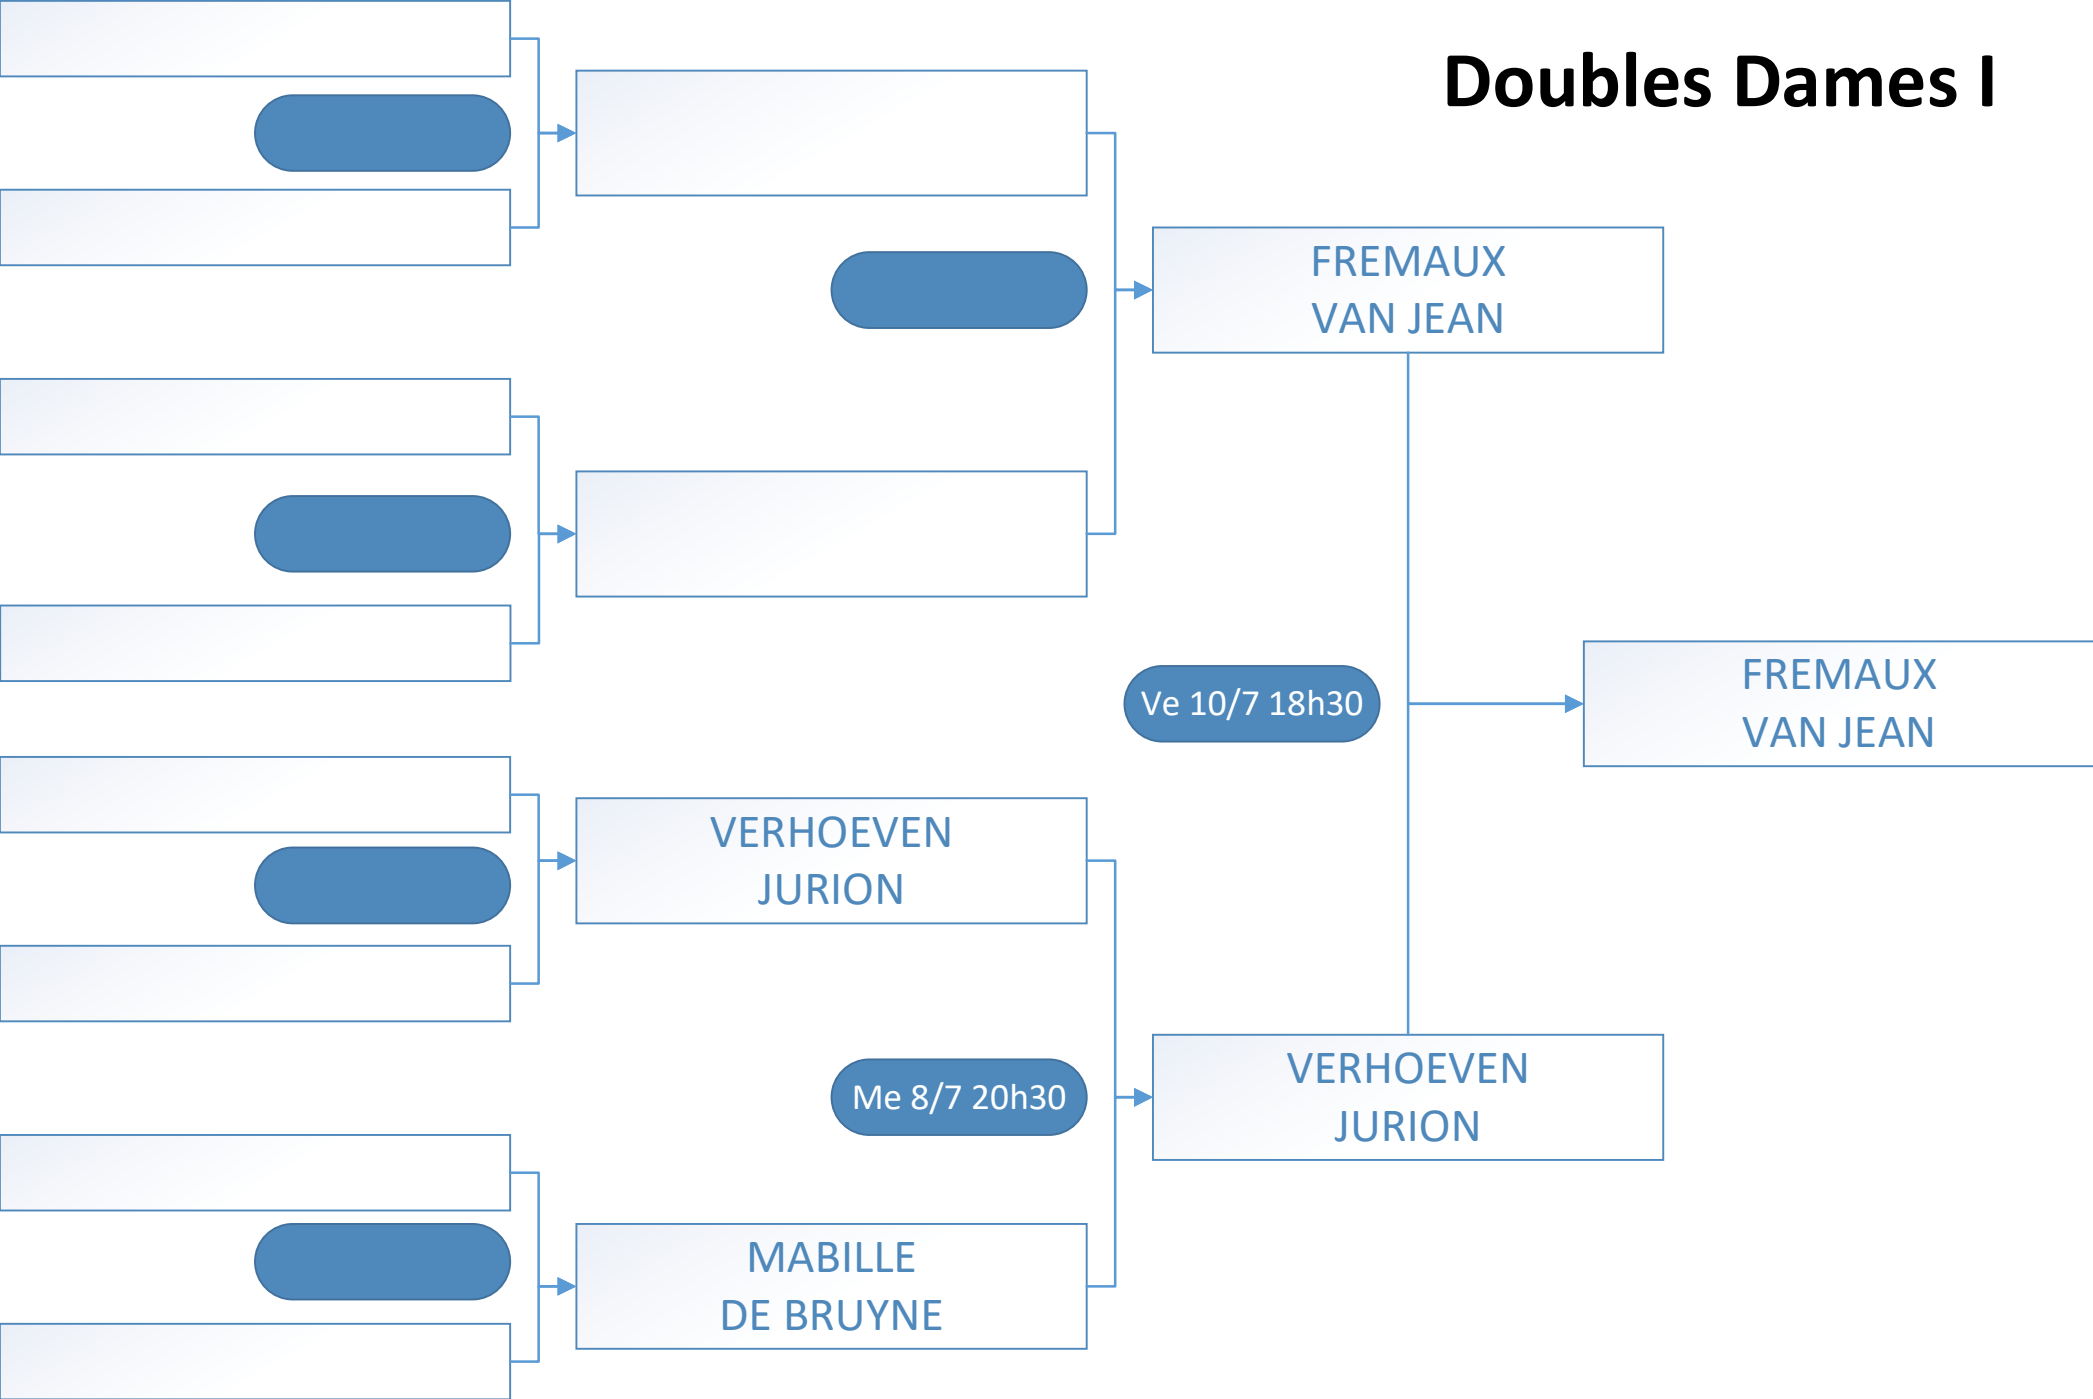 Doubles Dames I
FREMAUX
VAN JEAN
Ve 10/7 18h30
FREMAUX
VAN JEAN
VERHOEVEN
JURION
Me 8/7 20h30
VERHOEVEN
JURION
MABILLE
DE BRUYNE